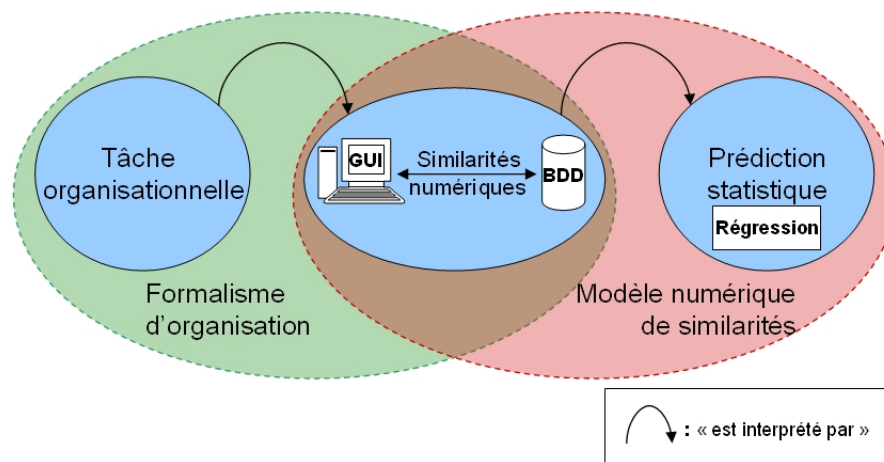 Tâche
organisationnelle
GUI
Similarités
numériques
BDD
Prédiction
statistique
Régression
Formalisme
d'organisation
Modèle numérique
de similarités
: « est interprété par »